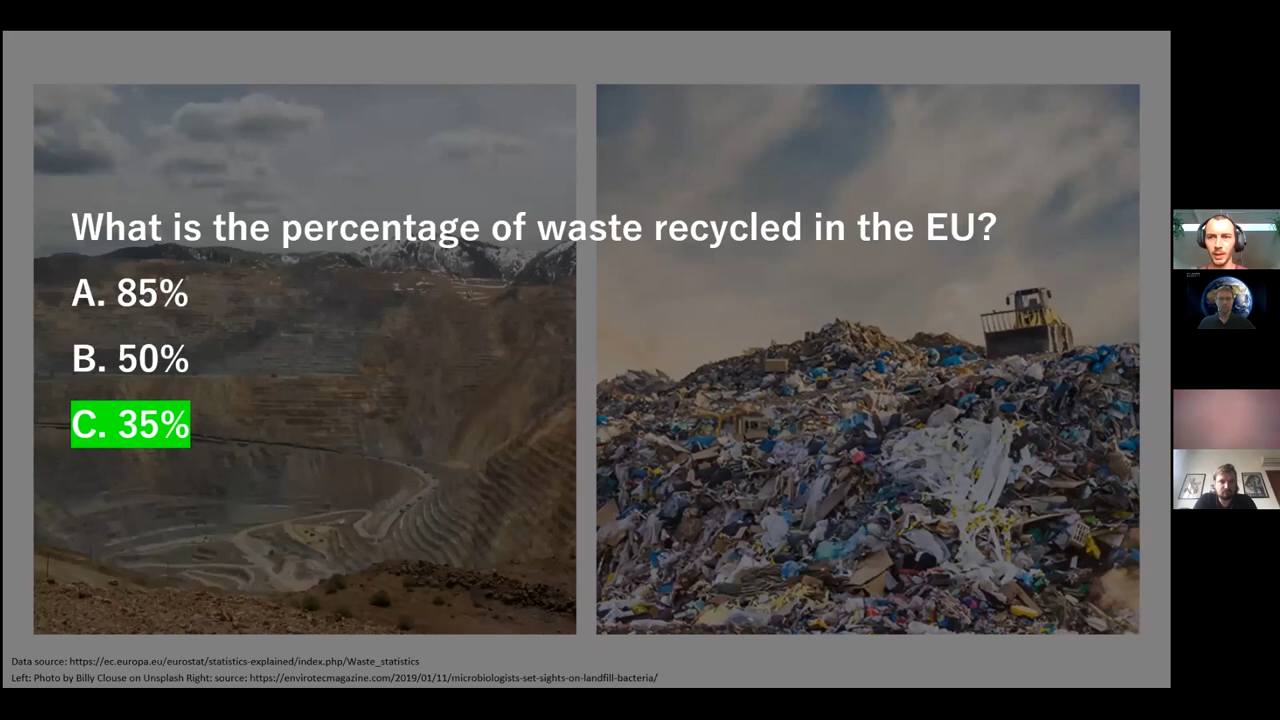 What is the percentage of waste recycled in the EU?
A. 85%
B. 50%
C. 35%
Data source: https://ec.europa.eu/eurostat/statistics-explained/index.php/Waste_statistics
Left: Photo by Billy Clouse on Unsplash Right: source: https://envirotecmagazine.com/2019/01/11/microbiologists-set-sights-on-landfill-bacteria/